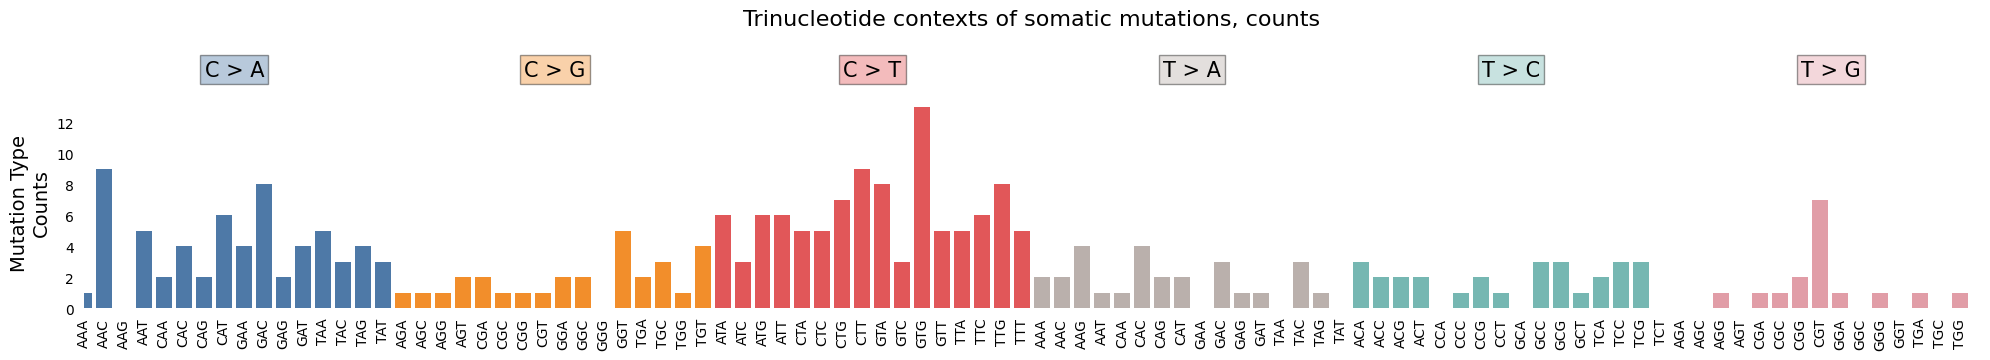 Trinucleotide contexts of somatic mutations, counts
C > A
C > G
C > T
T > A
T > C
T > G
Mutation Type
Counts
12
10
8
6
4
2
0
AAA
AAC
AAG
AAT
CAA
CAC
CAG
CAT
GAA
GAC
GAG
GAT
TAA
TAC
TAG
TAT
AGA
AGC
AGG
AGT
CGA
CGC
CGG
CGT
GGA
GGC
GGG
GGT
TGA
TGC
TGG
TGT
ATA
ATC
ATG
ATT
CTA
CTC
CTG
CTT
GTA
GTC
GTG
GTT
TTA
TTC
TTG
TTT
AAA
AAC
AAG
AAT
CAA
CAC
CAG
CAT
GAA
GAC
GAG
GAT
TAA
TAC
TAG
TAT
ACA
ACC
ACG
ACT
CCA
CCC
CCG
CCT
GCA
GCC
GCG
GCT
TCA
TCC
TCG
TCT
AGA
AGC
AGG
AGT
CGA
CGC
CGG
CGT
GGA
GGC
GGG
GGT
TGA
TGC
TGG